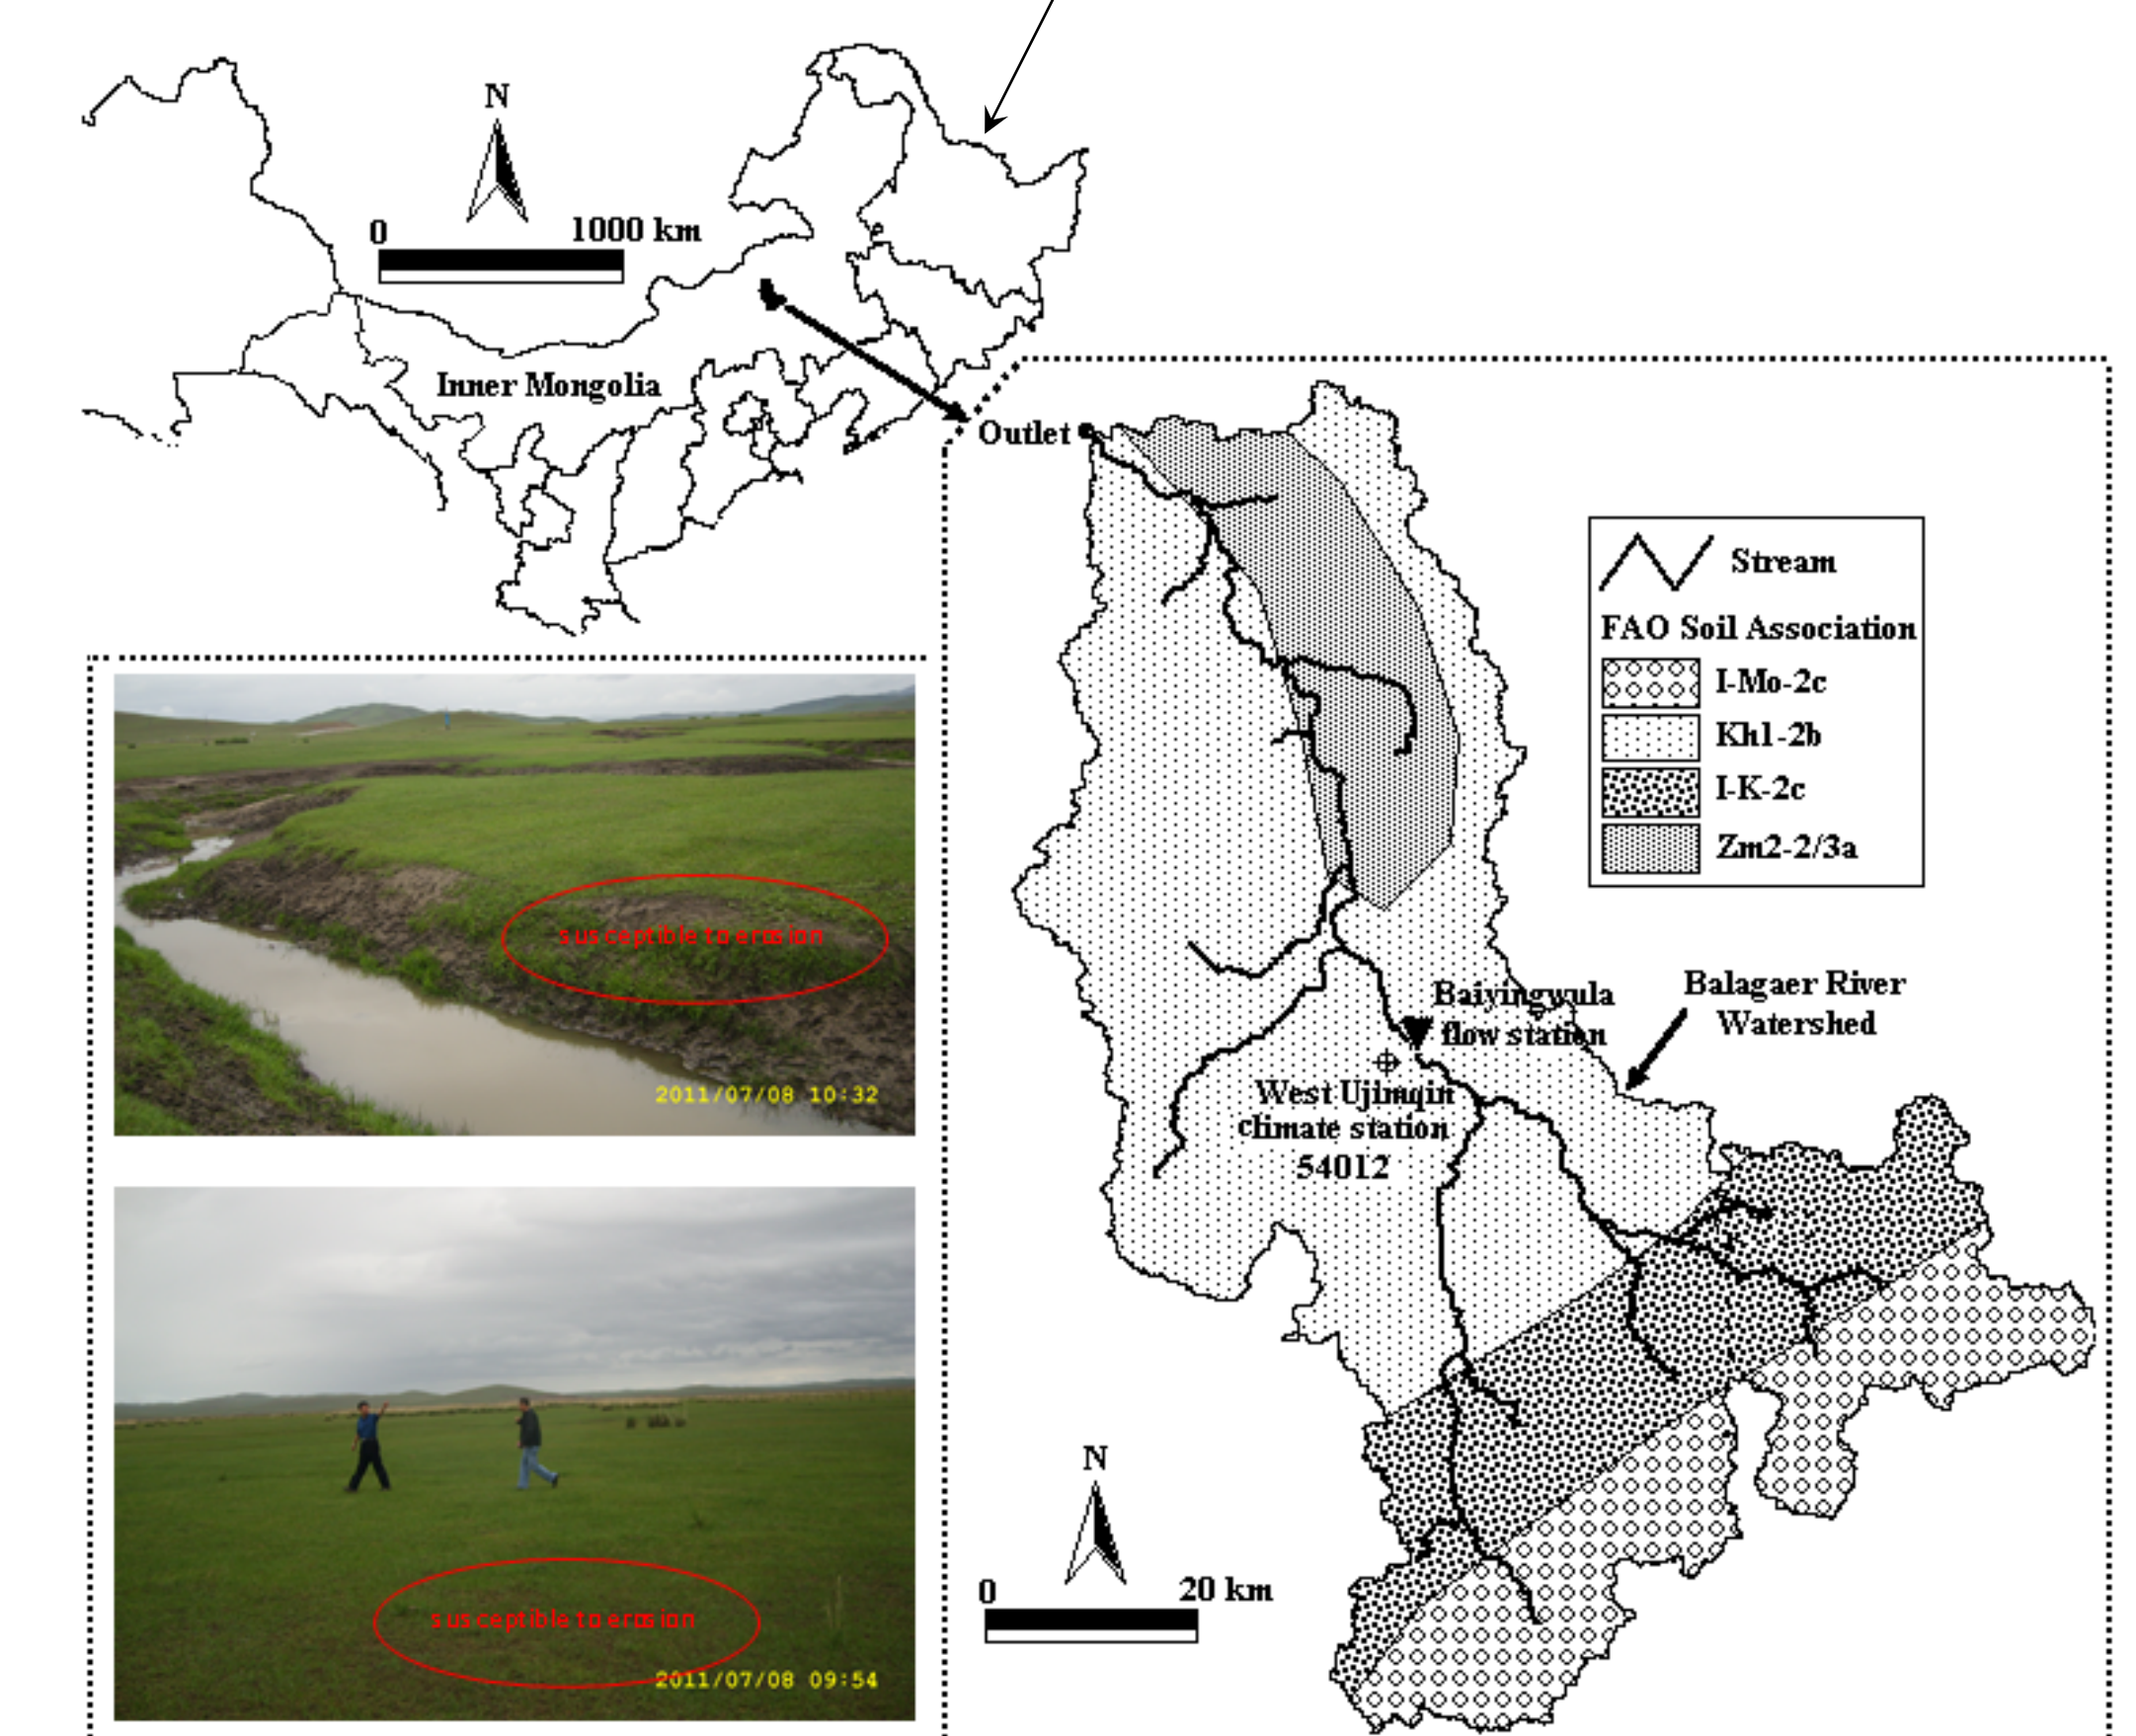 N
0 1000 km
Inner Mongolia
Outlet
Stream
FAO Soil Association
I-Mo-2c
Kh1-2b
I-K-2c
Zm2-2/3a
susceptible to erosion
2011/07/08 10:32
Baiyingwula
flow station
Balagaer River
Watershed
West Ujimqin
climate station
54012
susceptible to erosion
2011/07/08 09:54
N
0 20 km